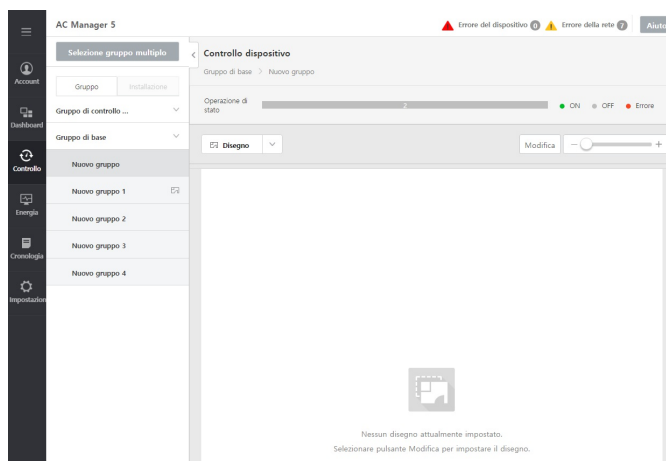 AC Manager 5
Errore del dispositivo 0
Errore della rete 7
Aiuto
Account
Dashboard
Controllo
Energia
Cronologia
Impostazion
Selezione gruppo multiplo
Gruppo
Installazione
Gruppo di controllo ...
Gruppo di base
Nuovo gruppo
Nuovo gruppo 1
Nuovo gruppo 2
Nuovo gruppo 3
Nuovo gruppo 4
Controllo dispositivo
Gruppo di base > Nuovo gruppo
Operazione di
stato
2
ON
OFF
Errore
Disegno
Modifica
Nessun disegno attualmente impostato.
Selezionare pulsante Modifica per impostare il disegno.